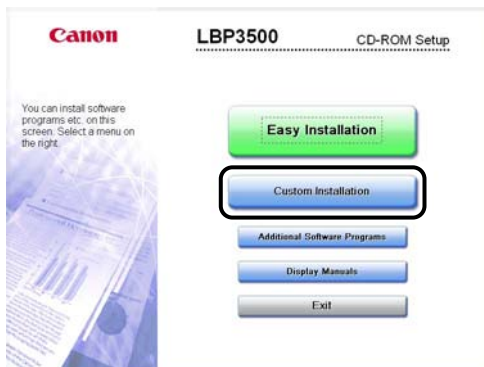 Canon
LBP3500
CD-ROM Setup
You can install software
programs etc. on this
screen. Select a menu on
the right.
Easy Installation
Custom Installation
Additional Software Programs
Display Manuals
Exit